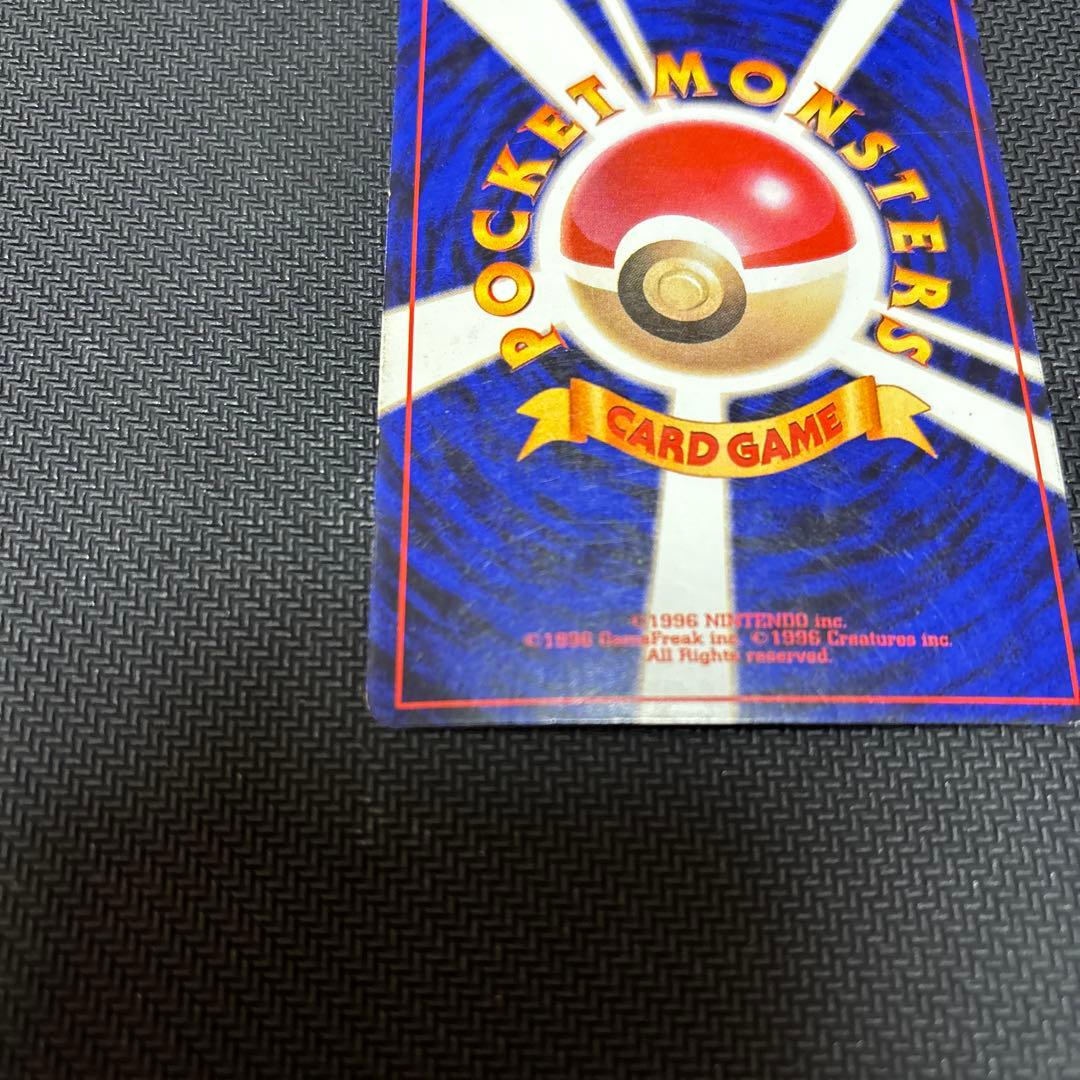 POCKET MONSTERS
CARD GAME
©1996 NINTENDO inc.
©1996 GameFreak inc. ©1996 Creatures inc.
All Rights reserved.